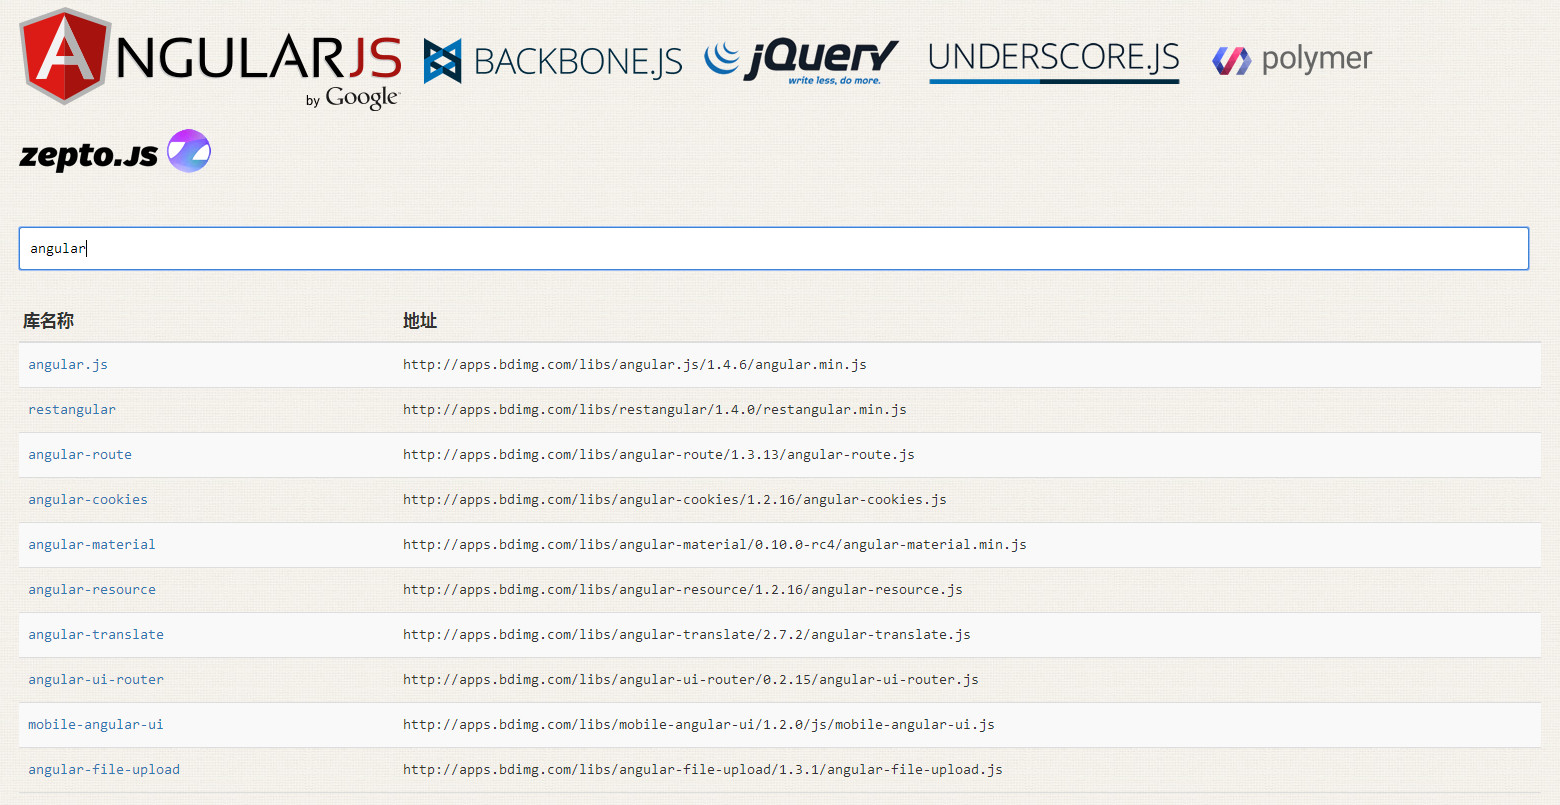 ANGULARJS
by Google
BACKBONE.JS
jQuery
write less, do more.
UNDERSCORE.JS
polymer
zepto.js
angular
库名称 地址
angular.js http://apps.bdimg.com/libs/angular.js/1.4.6/angular.min.js
restangular http://apps.bdimg.com/libs/restangular/1.4.0/restangular.min.js
angular-route http://apps.bdimg.com/libs/angular-route/1.3.13/angular-route.js
angular-cookies http://apps.bdimg.com/libs/angular-cookies/1.2.16/angular-cookies.js
angular-material http://apps.bdimg.com/libs/angular-material/0.10.0-rc4/angular-material.min.js
angular-resource http://apps.bdimg.com/libs/angular-resource/1.2.16/angular-resource.js
angular-translate http://apps.bdimg.com/libs/angular-translate/2.7.2/angular-translate.js
angular-ui-router http://apps.bdimg.com/libs/angular-ui-router/0.2.15/angular-ui-router.js
mobile-angular-ui http://apps.bdimg.com/libs/mobile-angular-ui/1.2.0/js/mobile-angular-ui.js
angular-file-upload http://apps.bdimg.com/libs/angular-file-upload/1.3.1/angular-file-upload.js